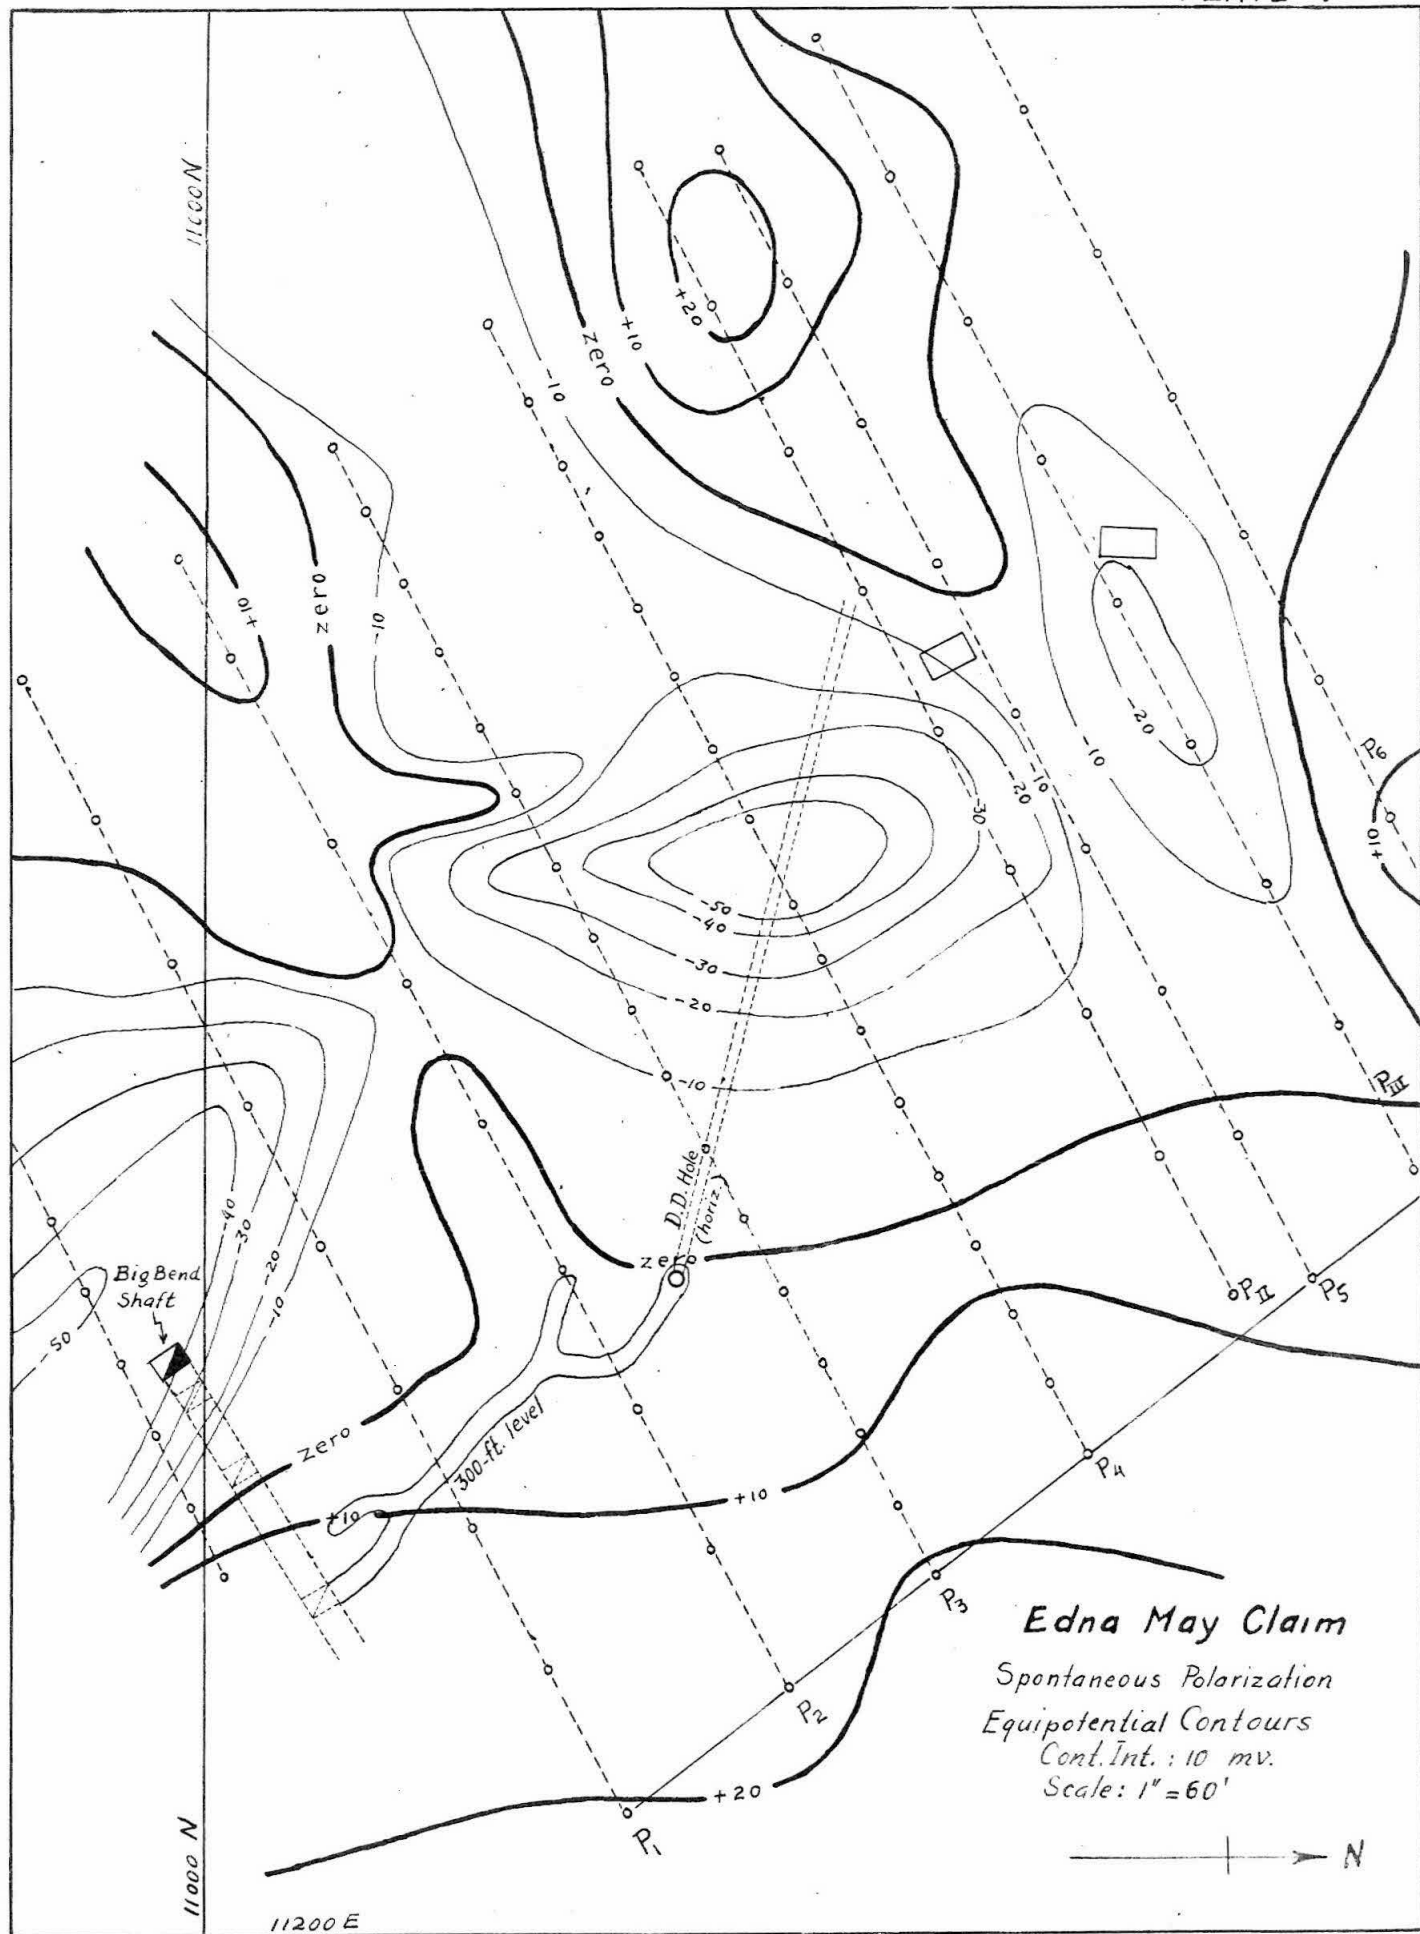 11000 N
+20
+10
zero
-10
zero
+10
-10
-10
-20
P6
+10
-10
-20
-30
-50
-40
-30
-20
-10
PIII
D.D. Hole
(horiz.)
zero
-40
-30
-20
-10
Big Bend
Shaft
-50
PII
P5
zero
300-ft. level
+10
+10
P4
P3
P2
+20
P1
Edna May Claim
Spontaneous Polarization
Equipotential Contours
Cont. Int. : 10 mv.
Scale: 1" = 60'
N
11000 N
11200 E